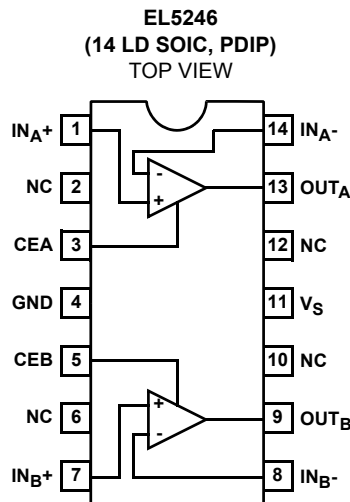 EL5246
(14 LD SOIC, PDIP)
TOP VIEW
INA+ 1 14 INA-
- 
NC 2 13 OUTA
+
CEA 3 12 NC
GND 4 11 VS
CEB 5 10 NC
+
NC 6 9 OUTB
-
INB+ 7 8 INB-